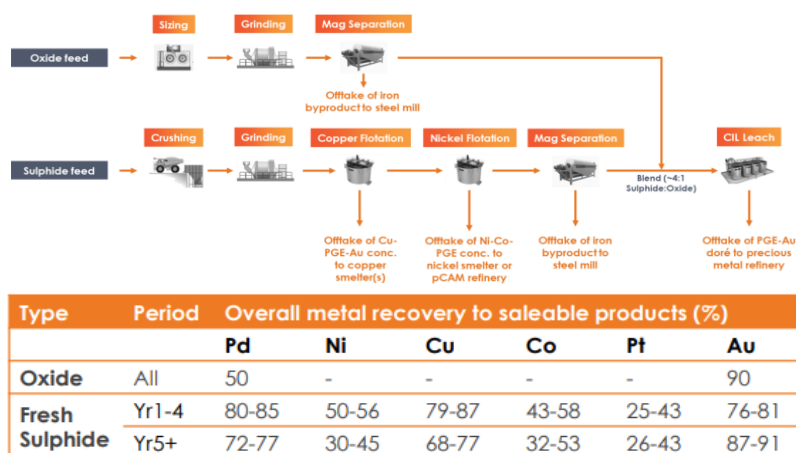 Sizing
Grinding
Mag Separation
Oxide feed
Offtake of iron
byproduct to steel mill
Crushing
Grinding
Copper Flotation
Nickel Flotation
Mag Separation
CIL Leach
Sulphide feed
Blend (~4:1
Sulphide:Oxide)
Offtake of Cu-
PGE-Au conc.
to copper
smelter(s)
Offtake of Ni-Co-
PGE conc. to
nickel smelter or
pCAM refinery
Offtake of iron
byproduct to
steel mill
Offtake of PGE-Au
doré to precious
metal refinery
Type Period Overall metal recovery to saleable products (%)
Pd Ni Cu Co Pt Au
Oxide All 50 - - - - 90
Fresh
Sulphide
Yr1-4 80-85 50-56 79-87 43-58 25-43 76-81
Yr5+ 72-77 30-45 68-77 32-53 26-43 87-91